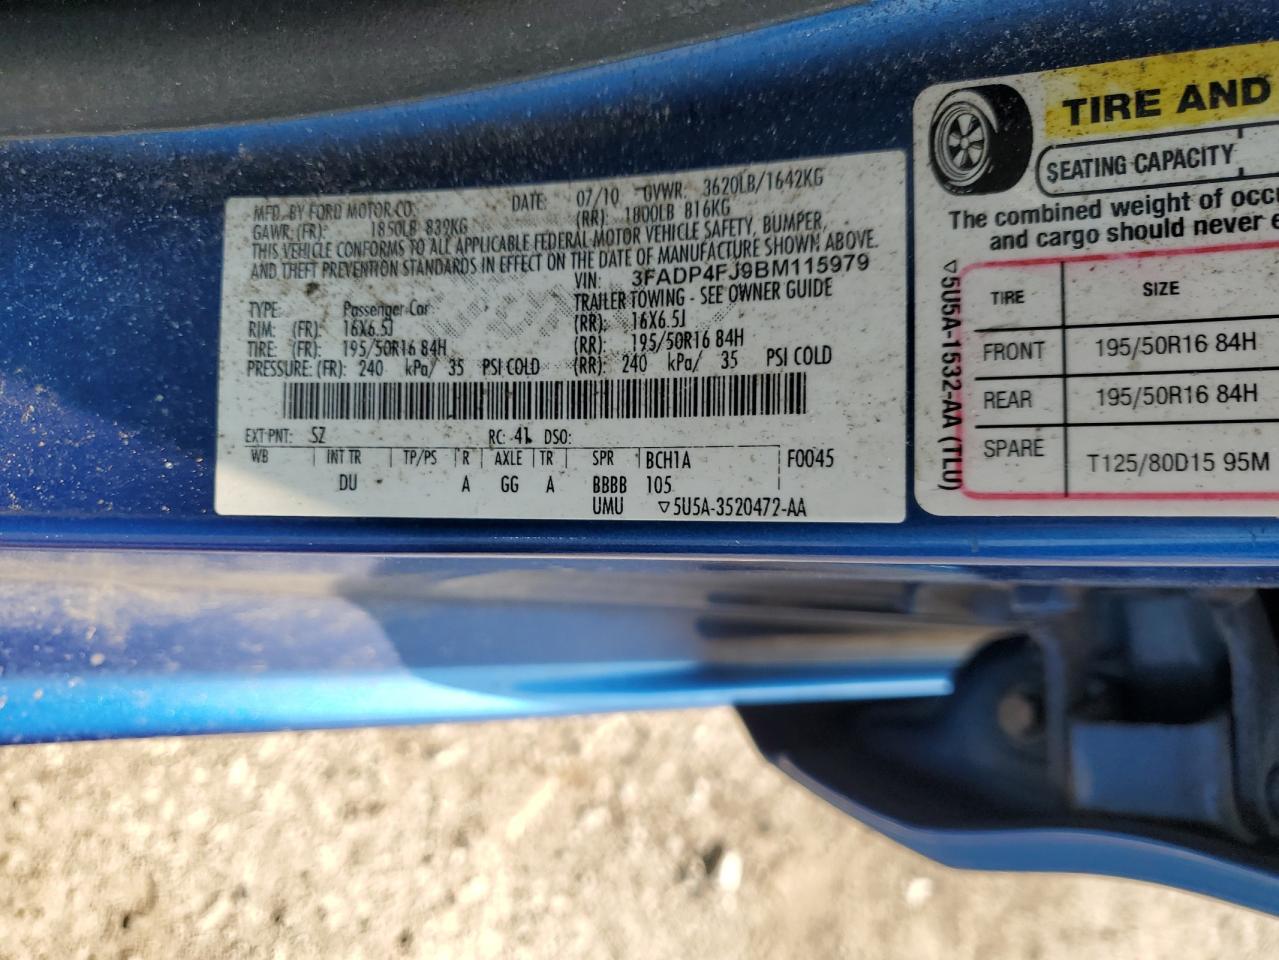 MFD. BY FORD MOTOR CO.
DATE: 07/10 GVWR: 3620LB/1642KG
GAWR: (FR): 1850LB 839KG (RR): 1800LB 816KG
THIS VEHICLE CONFORMS TO ALL APPLICABLE FEDERAL MOTOR VEHICLE SAFETY, BUMPER,
AND THEFT PREVENTION STANDARDS IN EFFECT ON THE DATE OF MANUFACTURE SHOWN ABOVE.
VIN: 3FADP4FJ9BM115979
TYPE: Passenger Car TRAILER TOWING - SEE OWNER GUIDE
RIM: (FR): 16X6.5J (RR): 16X6.5J
TIRE: (FR): 195/50R16 84H (RR): 195/50R16 84H
PRESSURE: (FR): 240 kPa/ 35 PSI COLD (RR): 240 kPa/ 35 PSI COLD
EXT PNT: SZ RC: 41 DSO:
WB INT TR TP/PS R AXLE TR SPR BCH1A F0045
DU A GG A BBBB 105
UMU ▽5U5A-3520472-AA
TIRE AND
SEATING CAPACITY
The combined weight of occu
and cargo should never e
▽5U5A-1532-AA (TLU)
TIRE SIZE
FRONT 195/50R16 84H
REAR 195/50R16 84H
SPARE T125/80D15 95M